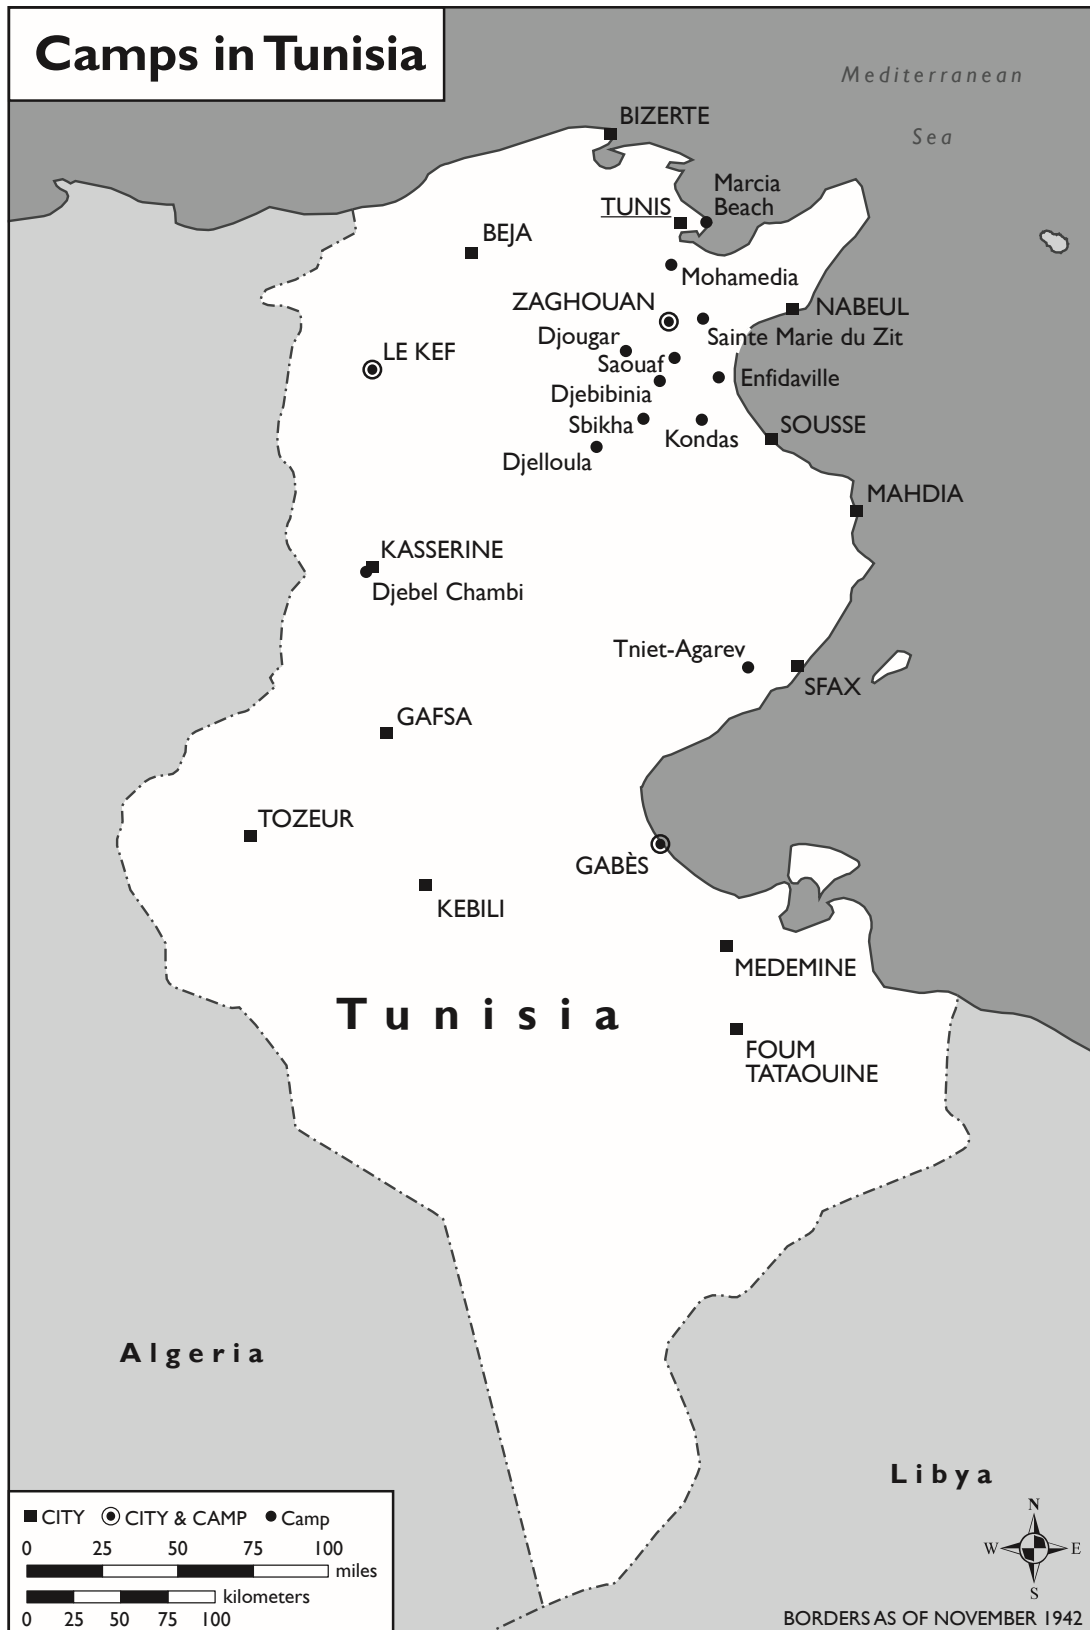 Camps in Tunisia
Mediterranean
Sea
BIZERTE
Marcia
Beach
TUNIS
BEJA
Mohamedia
ZAGHOUAN
NABEUL
Djougar
Sainte Marie du Zit
LE KEF
Saouaf
Enfidaville
Djebibinia
Sbikha
SOUSSE
Kondas
Djelloula
MAHDIA
KASSERINE
Djebel Chambi
Tniet-Agarev
SFAX
GAFSA
TOZEUR
GABÈS
KEBILI
MEDEMINE
Tunisia
FOUM
TATAOUINE
Algeria
Libya
CITY CITY & CAMP Camp
0 25 50 75 100
miles
kilometers
0 25 50 75 100
N
W E
S
BORDERS AS OF NOVEMBER 1942